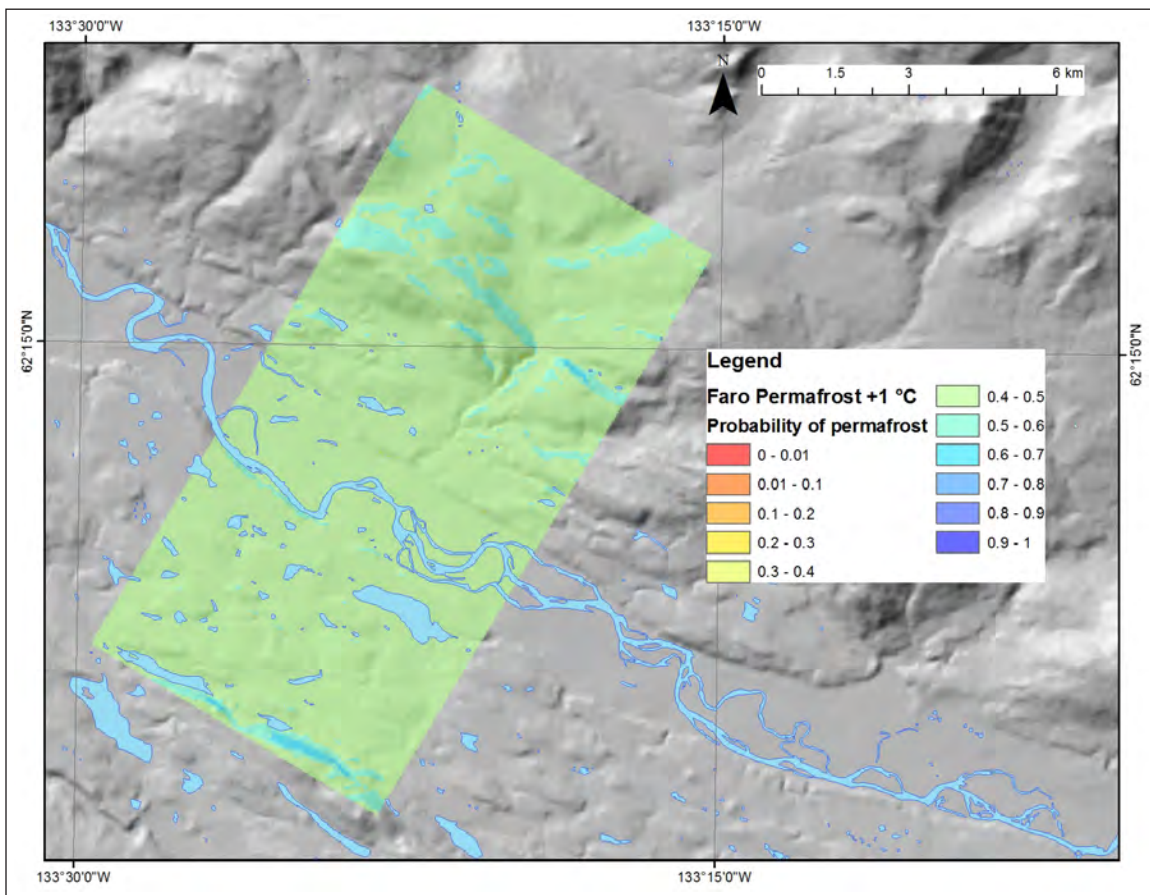 133°30'0"W
133°15'0"W
N
0 1.5 3 6 km
62°15'0"N
62°15'0"N
Legend
Faro Permafrost +1 °C
Probability of permafrost
0 - 0.01
0.01 - 0.1
0.1 - 0.2
0.2 - 0.3
0.3 - 0.4
0.4 - 0.5
0.5 - 0.6
0.6 - 0.7
0.7 - 0.8
0.8 - 0.9
0.9 - 1
133°30'0"W
133°15'0"W